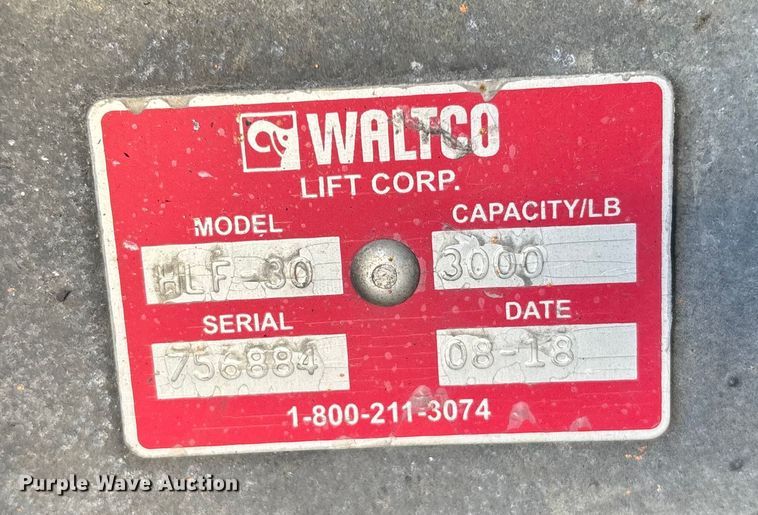 WALTCO
LIFT CORP.
MODEL
HLF-30
CAPACITY/LB
3000
SERIAL
756884
DATE
08-18
1-800-211-3074
Purple Wave Auction